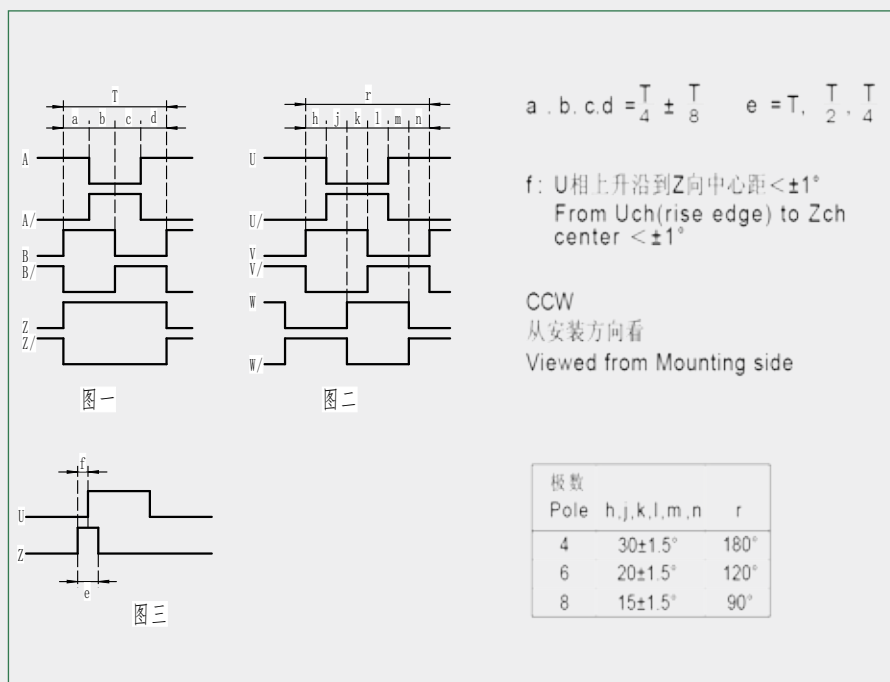 T
a b c d
A
A/
B
B/
Z
Z/
图一
r
h j k l m n
U
U/
V
V/
W
W/
图二
f
U
Z
e
图三
a . b. c.d = T/4 ± T/8 e = T, T/2 , T/4
f: U相上升沿到Z向中心距<±1°
From Uch(rise edge) to Zch
center <±1°
CCW
从安装方向看
Viewed from Mounting side
极数
Pole h,j,k,l,m,n r
4 30±1.5° 180°
6 20±1.5° 120°
8 15±1.5° 90°